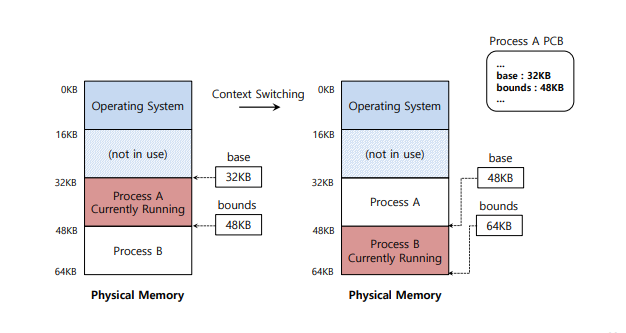 Process A PCB
...
base : 32KB
bounds : 48KB
...
Context Switching
0KB
Operating System
16KB
(not in use)
base
32KB
32KB
Process A
Currently Running
bounds
48KB
48KB
Process B
64KB
Physical Memory
0KB
Operating System
16KB
(not in use)
base
48KB
32KB
Process A
bounds
64KB
48KB
Process B
Currently Running
64KB
Physical Memory